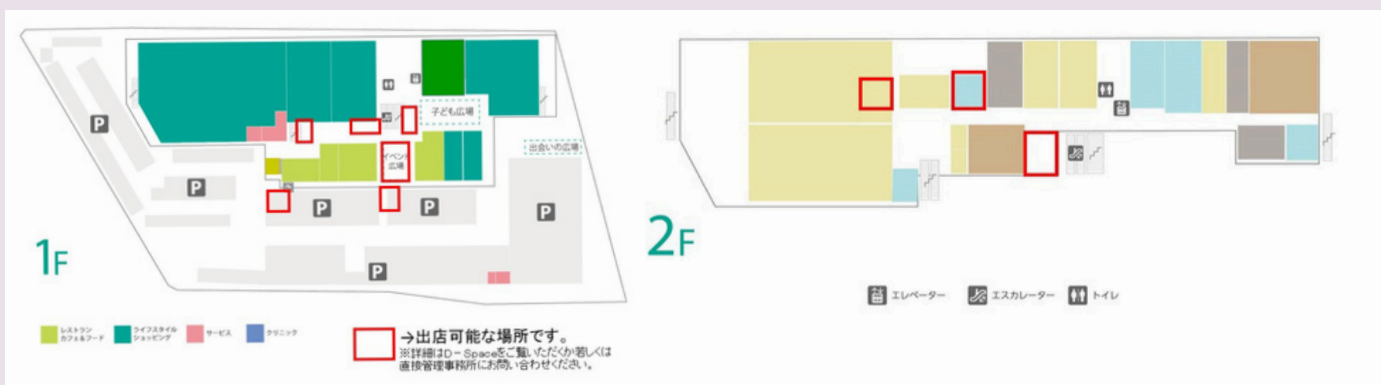 子ども広場
出会いの広場
イベント
広場
P
P
P
P
P
P
1F
2F
エレベーター
エスカレーター
トイレ
レストラン
カフェ&フード
ライフスタイル
ショッピング
サービス
クリニック
→出店可能な場所です。
※詳細はD-Spaceをご覧いただくか若しくは
直接管理事務所にお問い合わせください。